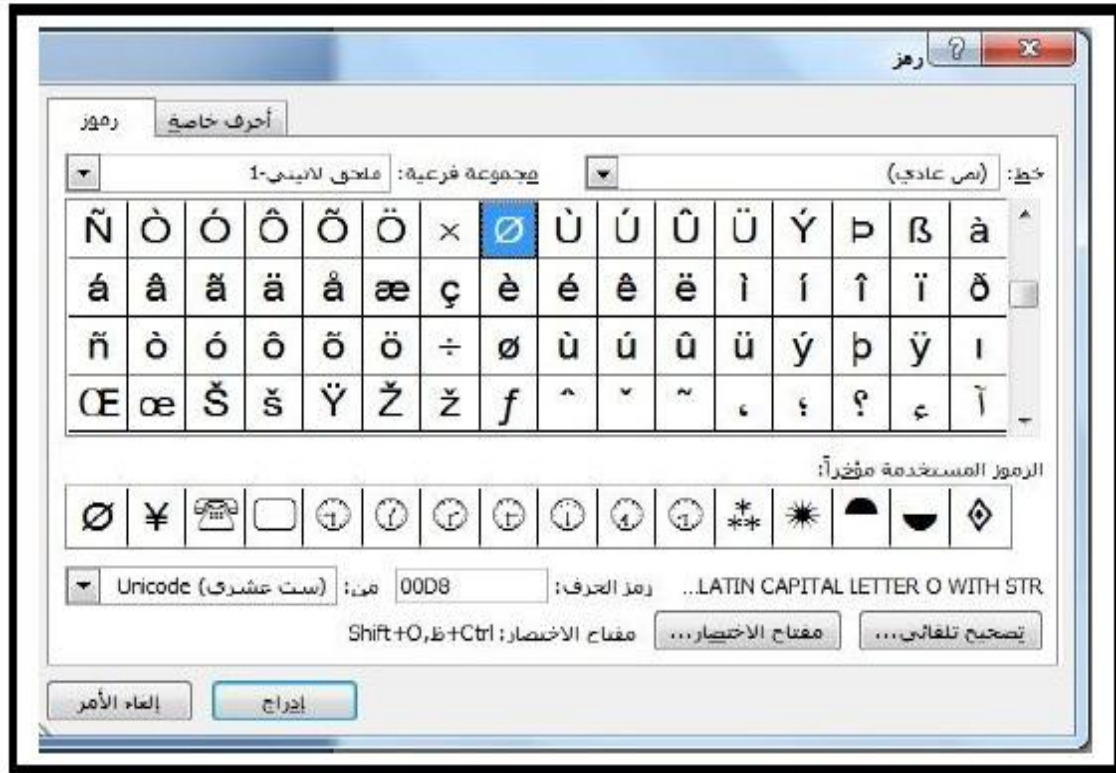 رمز
رموز أحرف خاصة
خط: (نص عادي) مجموعة فرعية: ملحق لاتيني-1
Ñ Ò Ó Ô Õ Ö × Ø Ù Ú Û Ü Ý Þ ß à
á â ã ä å æ ç è é ê ë ì í î ï ð
ñ ò ó ô õ ö ÷ ø ù ú û ü ý þ ÿ ı
Œ œ Š š Ÿ Ž ž ƒ ˆ ˇ ˜ ، ؛ ؟ ء آ
الرموز المستخدمة مؤخراً:
Ø ¥
LATIN CAPITAL LETTER O WITH STR... رمز الحرف: 00D8 من: Unicode (ست عشري)
تصحيح تلقائي... مفتاح الاختصار... مفتاح الاختصار: Ctrl+ظ,Shift+O
إدراج إلغاء الأمر